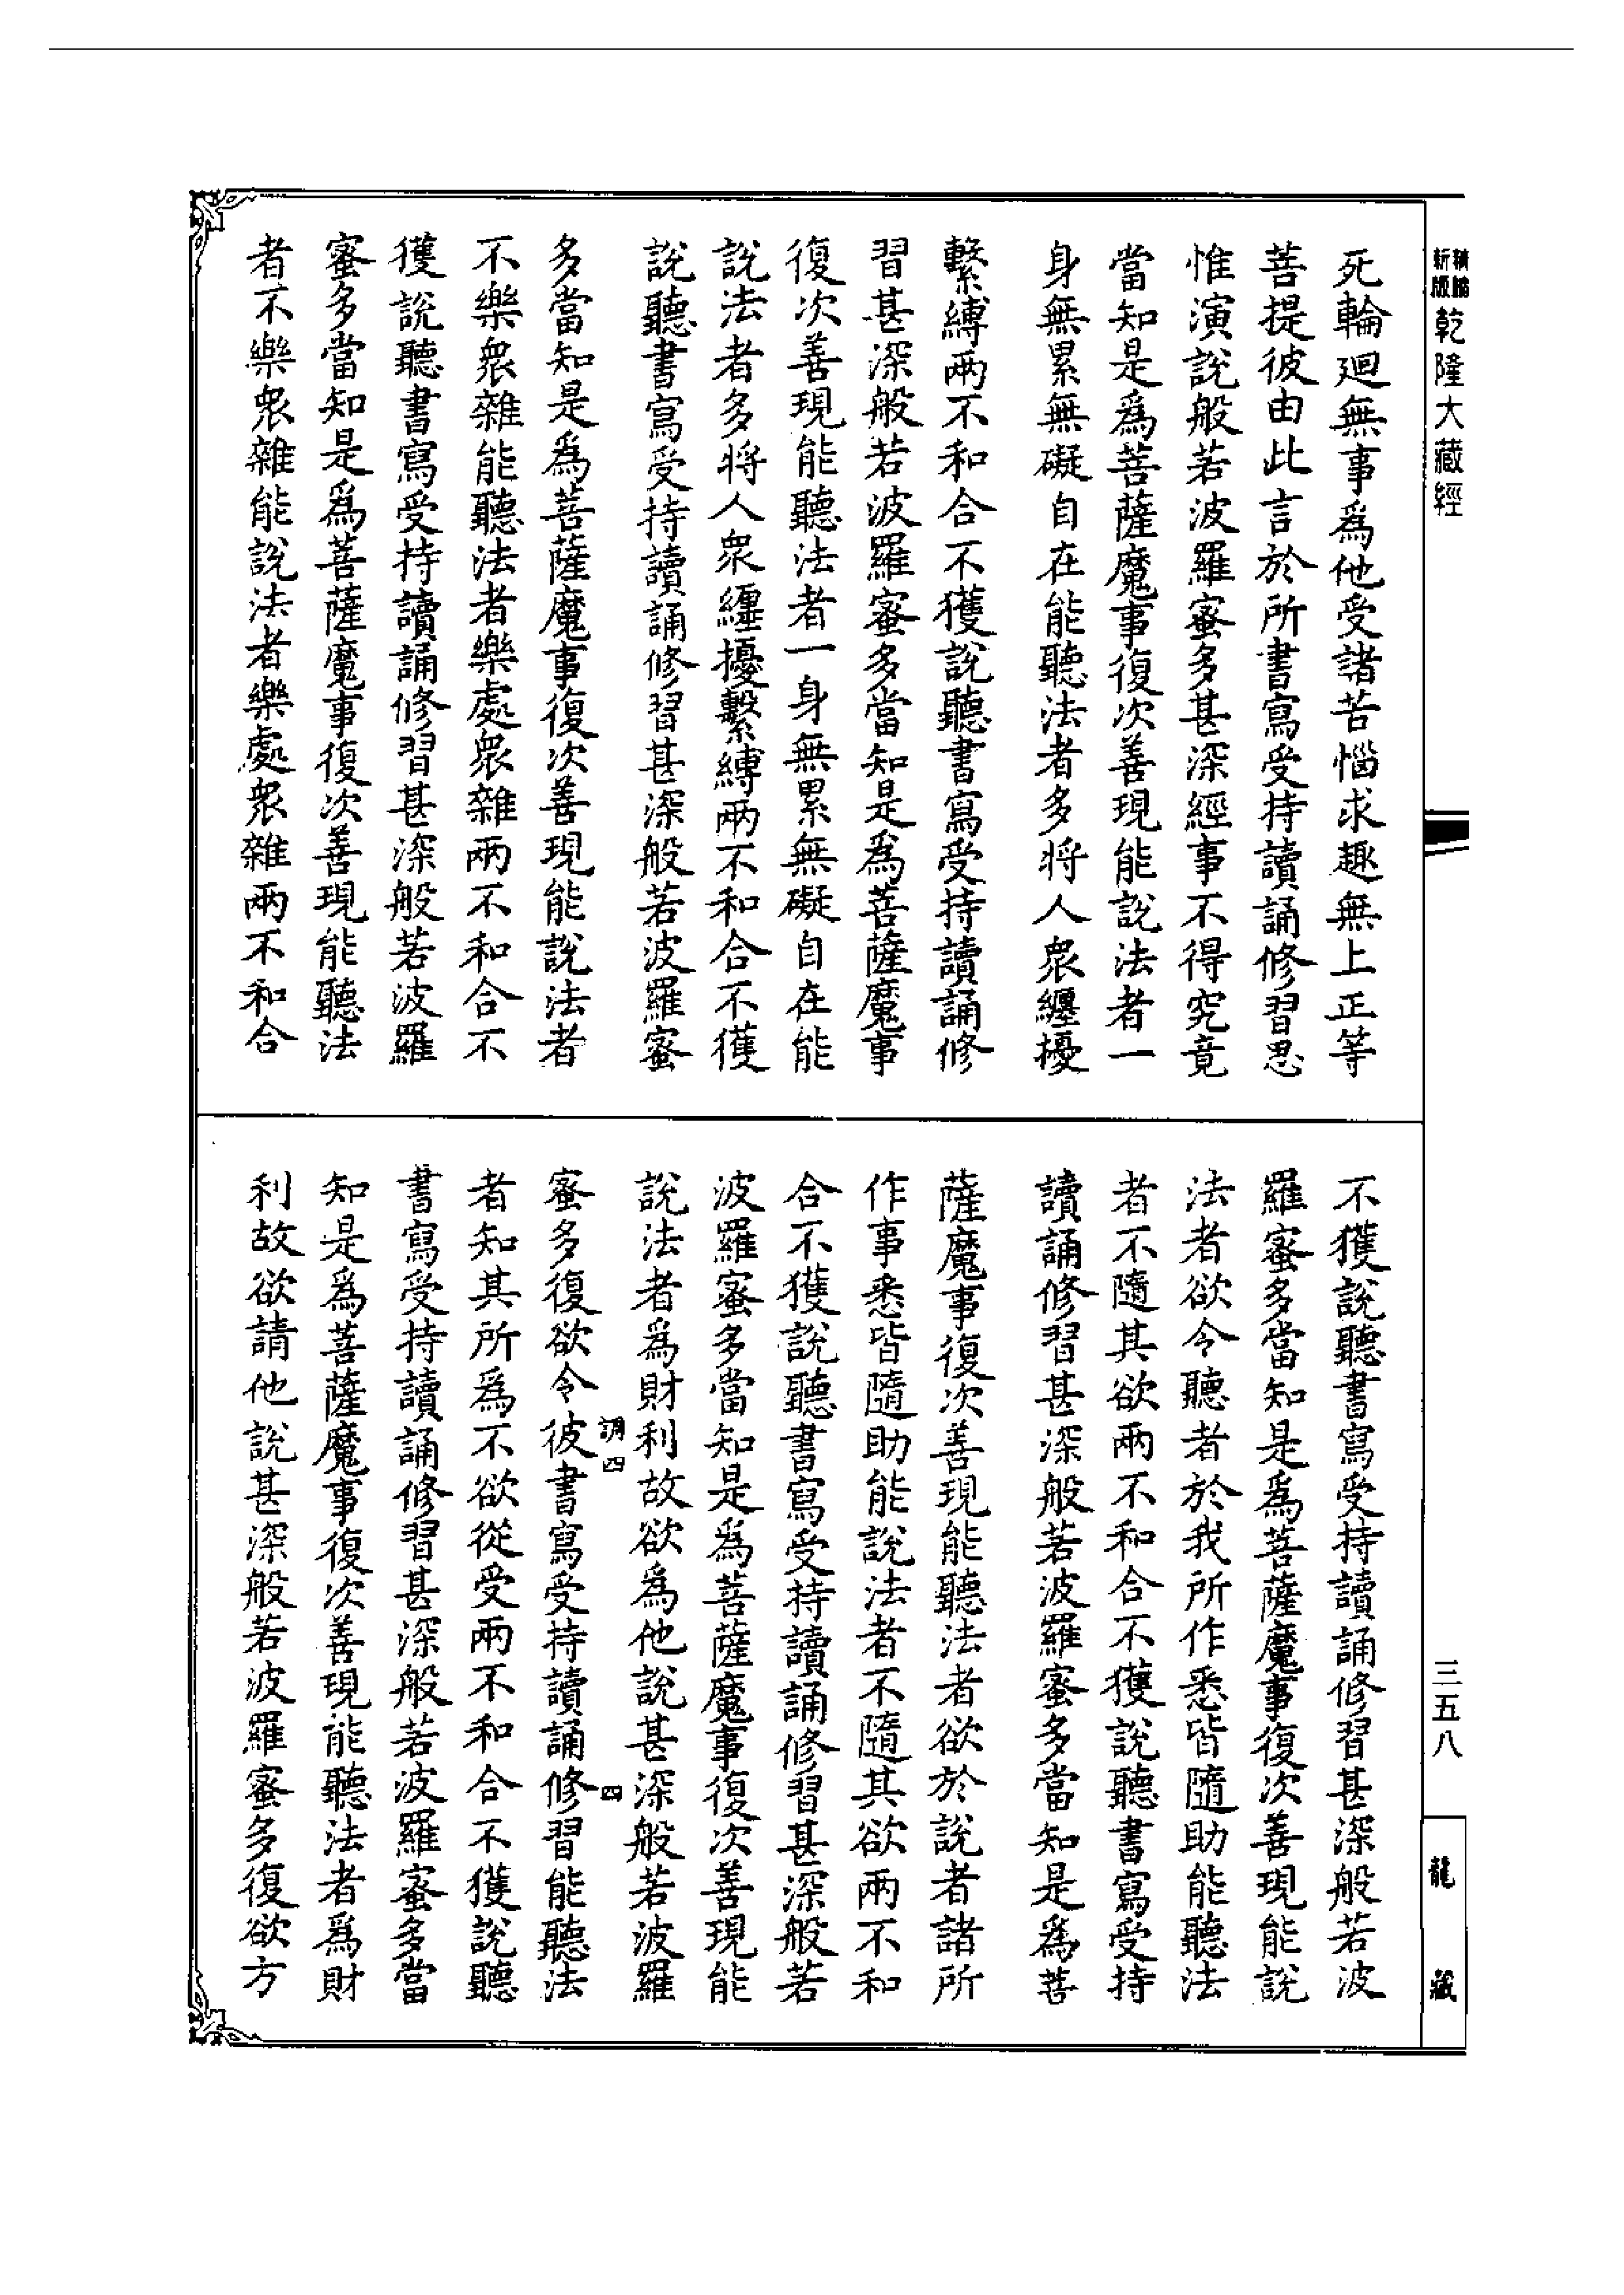 精編
新版
乾隆大藏經
三五八
龍藏
死輪迴無事為他受諸苦惱求趣無上正等
菩提彼由此言於所書寫受持讀誦修習思
惟演說般若波羅蜜多甚深經事不得究竟
當知是為菩薩魔事復次善現能說法者一
身無累無礙自在能聽法者多將人眾纏擾
繫縛兩不和合不獲說聽書寫受持讀誦修
習甚深般若波羅蜜多當知是為菩薩魔事
復次善現能聽法者一身無累無礙自在能
說法者多將人眾纏擾繫縛兩不和合不獲
說聽書寫受持讀誦修習甚深般若波羅蜜
多當知是為菩薩魔事復次善現能說法者
不樂眾雜能聽法者樂處眾雜兩不和合不
獲說聽書寫受持讀誦修習甚深般若波羅
蜜多當知是為菩薩魔事復次善現能聽法
者不樂眾雜能說法者樂處眾雜兩不和合
不獲說聽書寫受持讀誦修習甚深般若波
羅蜜多當知是為菩薩魔事復次善現能說
法者欲令聽者於我所作悉皆隨助能聽法
者不隨其欲兩不和合不獲說聽書寫受持
讀誦修習甚深般若波羅蜜多當知是為菩
薩魔事復次善現能聽法者欲於說者諸所
作事悉皆隨助能說法者不隨其欲兩不和
合不獲說聽書寫受持讀誦修習甚深般若
波羅蜜多當知是為菩薩魔事復次善現能
說法者為財利故欲為他說甚深般若波羅
調四 四
蜜多復欲令彼書寫受持讀誦修習能聽法
者知其所為不欲從受兩不和合不獲說聽
書寫受持讀誦修習甚深般若波羅蜜多當
知是為菩薩魔事復次善現能聽法者為財
利故欲請他說甚深般若波羅蜜多復欲方